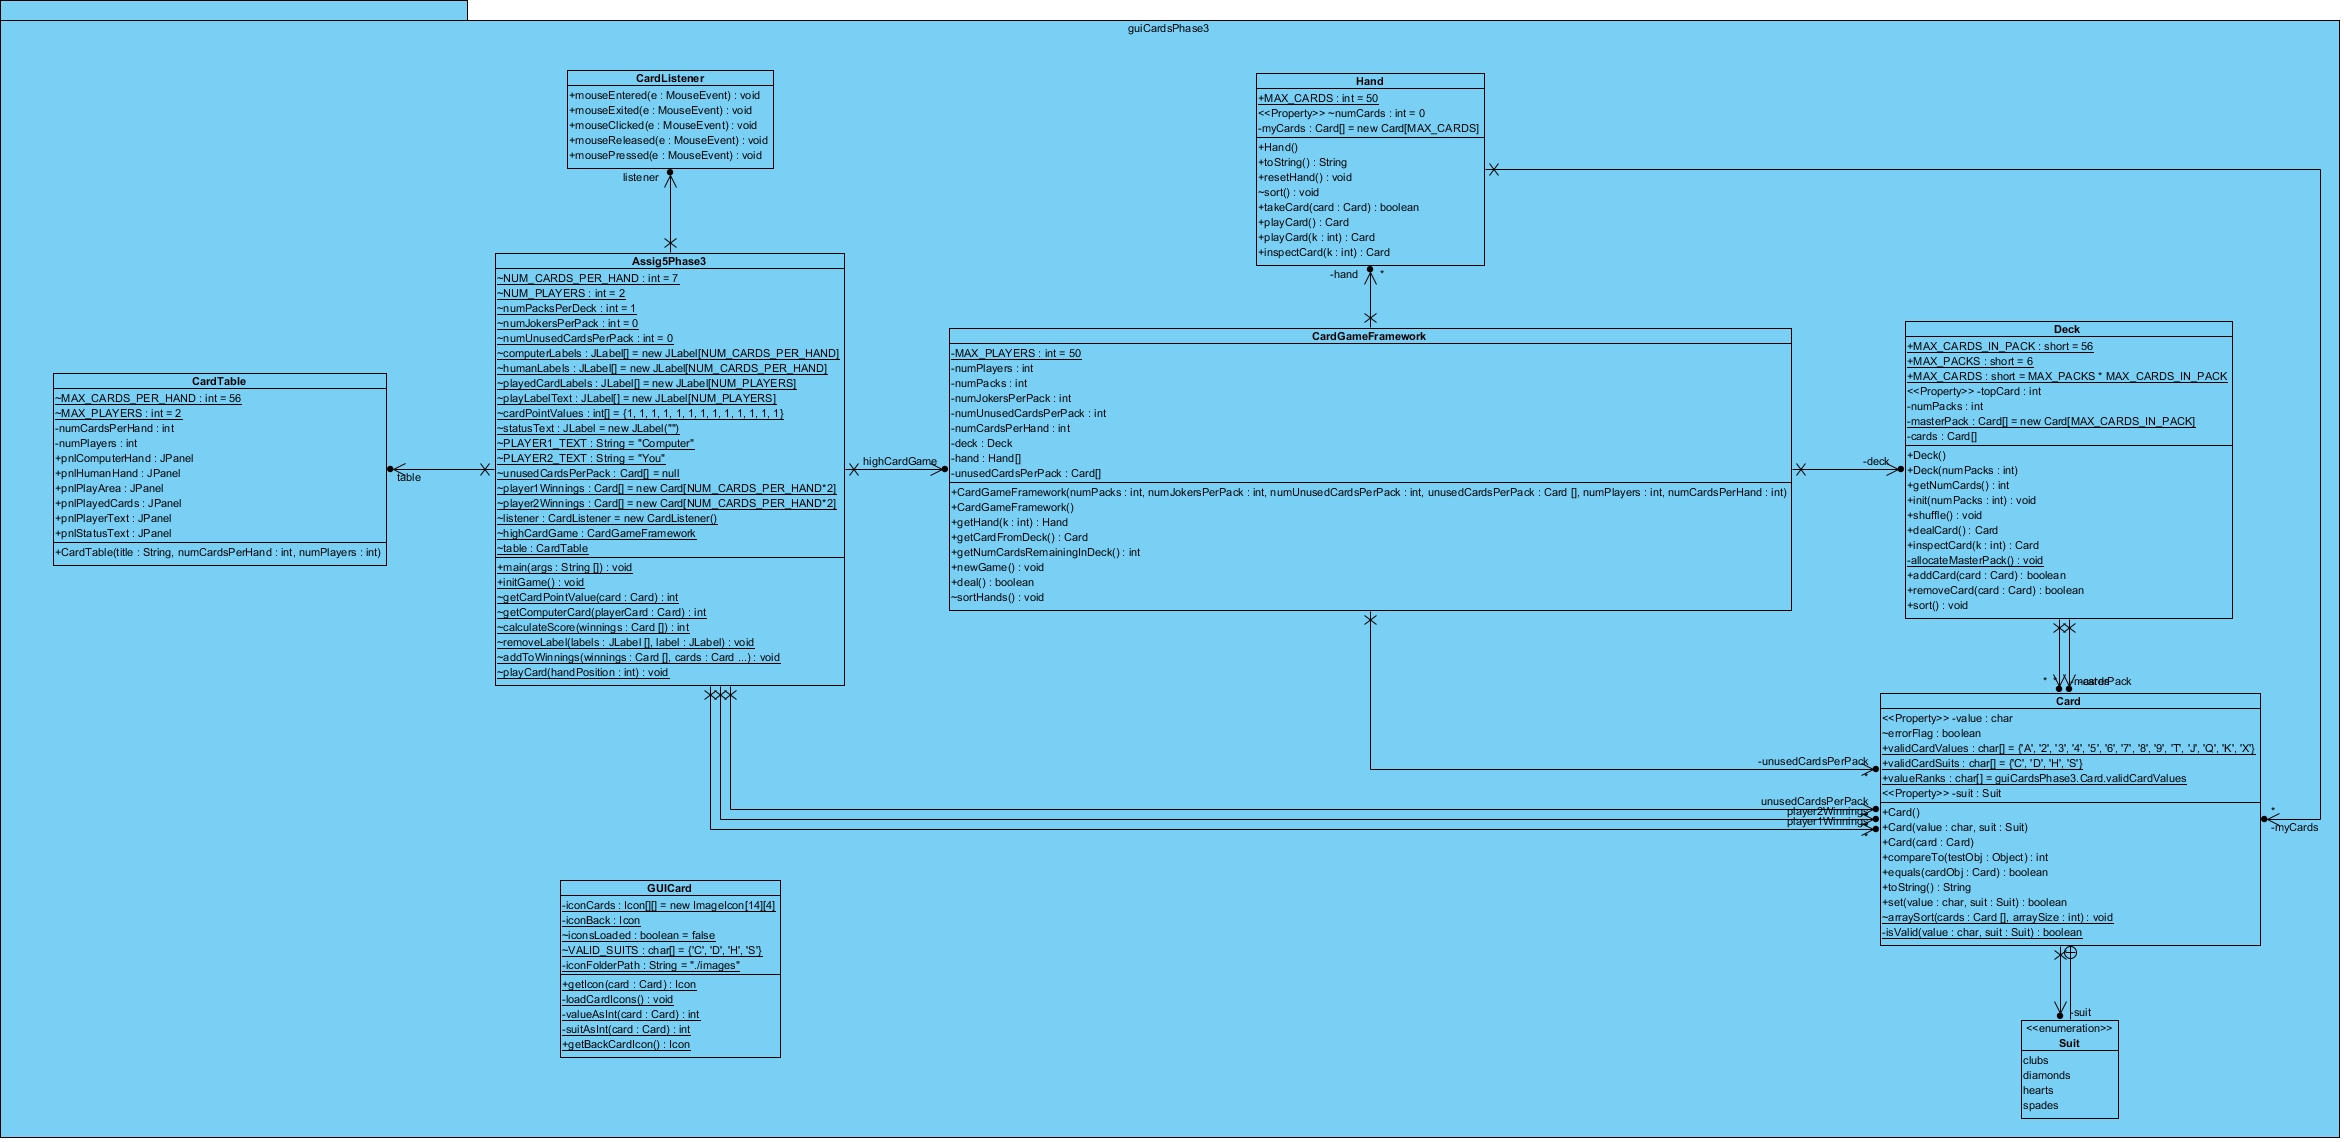 guiCardsPhase3
CardListener
+mouseEntered(e : MouseEvent) : void
+mouseExited(e : MouseEvent) : void
+mouseClicked(e : MouseEvent) : void
+mouseReleased(e : MouseEvent) : void
+mousePressed(e : MouseEvent) : void
listener
Hand
+MAX_CARDS : int = 50
<<Property>> ~numCards : int = 0
-myCards : Card[] = new Card[MAX_CARDS]
+Hand()
+toString() : String
+resetHand() : void
~sort() : void
+takeCard(card : Card) : boolean
+playCard() : Card
+playCard(k : int) : Card
+inspectCard(k : int) : Card
-hand
*
Assig5Phase3
~NUM_CARDS_PER_HAND : int = 7
~NUM_PLAYERS : int = 2
~numPacksPerDeck : int = 1
~numJokersPerPack : int = 0
~numUnusedCardsPerPack : int = 0
~computerLabels : JLabel[] = new JLabel[NUM_CARDS_PER_HAND]
~humanLabels : JLabel[] = new JLabel[NUM_CARDS_PER_HAND]
~playedCardLabels : JLabel[] = new JLabel[NUM_PLAYERS]
~playLabelText : JLabel[] = new JLabel[NUM_PLAYERS]
~cardPointValues : int[] = {1, 1, 1, 1, 1, 1, 1, 1, 1, 1, 1, 1, 1}
~statusText : JLabel = new JLabel("")
~PLAYER1_TEXT : String = "Computer"
~PLAYER2_TEXT : String = "You"
~unusedCardsPerPack : Card[] = null
~player1Winnings : Card[] = new Card[NUM_CARDS_PER_HAND*2]
~player2Winnings : Card[] = new Card[NUM_CARDS_PER_HAND*2]
~listener : CardListener = new CardListener()
~highCardGame : CardGameFramework
~table : CardTable
+main(args : String []) : void
+initGame() : void
~getCardPointValue(card : Card) : int
~getComputerCard(playerCard : Card) : int
~calculateScore(winnings : Card []) : int
~removeLabel(labels : JLabel [], label : JLabel) : void
~addToWinnings(winnings : Card [], cards : Card ...) : void
~playCard(handPosition : int) : void
CardTable
~MAX_CARDS_PER_HAND : int = 56
~MAX_PLAYERS : int = 2
-numCardsPerHand : int
-numPlayers : int
+pnlComputerHand : JPanel
+pnlHumanHand : JPanel
+pnlPlayArea : JPanel
+pnlPlayedCards : JPanel
+pnlPlayerText : JPanel
+pnlStatusText : JPanel
+CardTable(title : String, numCardsPerHand : int, numPlayers : int)
table
highCardGame
CardGameFramework
-MAX_PLAYERS : int = 50
-numPlayers : int
-numPacks : int
-numJokersPerPack : int
-numUnusedCardsPerPack : int
-numCardsPerHand : int
-deck : Deck
-hand : Hand[]
-unusedCardsPerPack : Card[]
+CardGameFramework(numPacks : int, numJokersPerPack : int, numUnusedCardsPerPack : int, unusedCardsPerPack : Card [], numPlayers : int, numCardsPerHand : int)
+CardGameFramework()
+getHand(k : int) : Hand
+getCardFromDeck() : Card
+getNumCardsRemainingInDeck() : int
+newGame() : void
+deal() : boolean
~sortHands() : void
-deck
Deck
+MAX_CARDS_IN_PACK : short = 56
+MAX_PACKS : short = 6
+MAX_CARDS : short = MAX_PACKS * MAX_CARDS_IN_PACK
<<Property>> -topCard : int
-numPacks : int
-masterPack : Card[] = new Card[MAX_CARDS_IN_PACK]
-cards : Card[]
+Deck()
+Deck(numPacks : int)
+getNumCards() : int
+init(numPacks : int) : void
+shuffle() : void
+dealCard() : Card
+inspectCard(k : int) : Card
-allocateMasterPack() : void
+addCard(card : Card) : boolean
+removeCard(card : Card) : boolean
+sort() : void
*
Card
<<Property>> -value : char
~errorFlag : boolean
+validCardValues : char[] = {'A', '2', '3', '4', '5', '6', '7', '8', '9', 'T', 'J', 'Q', 'K', 'X'}
+validCardSuits : char[] = {'C', 'D', 'H', 'S'}
+valueRanks : char[] = guiCardsPhase3.Card.validCardValues
<<Property>> -suit : Suit
+Card()
+Card(value : char, suit : Suit)
+Card(card : Card)
+compareTo(testObj : Object) : int
+equals(cardObj : Card) : boolean
+toString() : String
+set(value : char, suit : Suit) : boolean
~arraySort(cards : Card [], arraySize : int) : void
-isValid(value : char, suit : Suit) : boolean
-unusedCardsPerPack
*
unusedCardsPerPack
player2Winnings
player1Winnings
*
*
-myCards
GUICard
-iconCards : Icon[][] = new ImageIcon[14][4]
-iconBack : Icon
~iconsLoaded : boolean = false
~VALID_SUITS : char[] = {'C', 'D', 'H', 'S'}
-iconFolderPath : String = "./images"
+getIcon(card : Card) : Icon
-loadCardIcons() : void
-valueAsInt(card : Card) : int
-suitAsInt(card : Card) : int
+getBackCardIcon() : Icon
-suit
<<enumeration>>
Suit
clubs
diamonds
hearts
spades